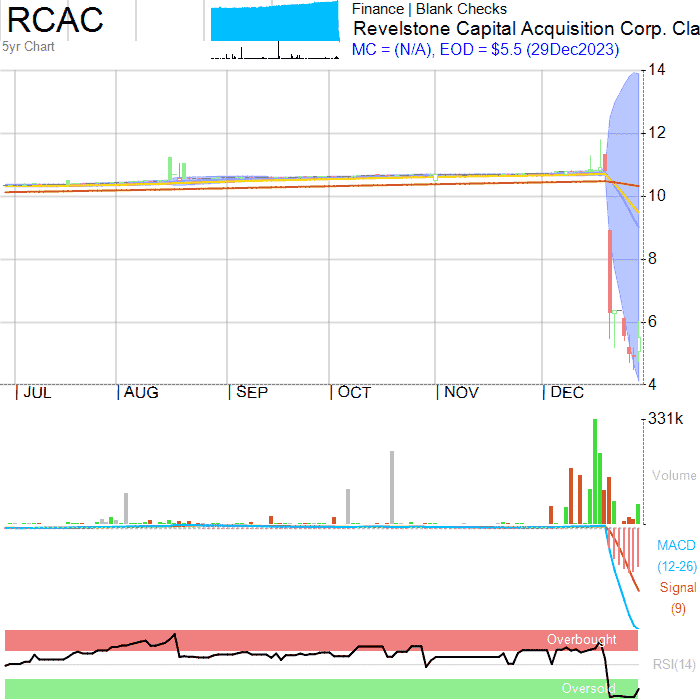 RCAC
5yr Chart
Finance | Blank Checks
Revelstone Capital Acquisition Corp. Cla
MC = (N/A), EOD = $5.5 (29Dec2023)
14
12
10
8
6
4
JUL AUG SEP OCT NOV DEC
331k
Volume
MACD
(12-26)
Signal
(9)
Overbought
RSI(14)
Oversold